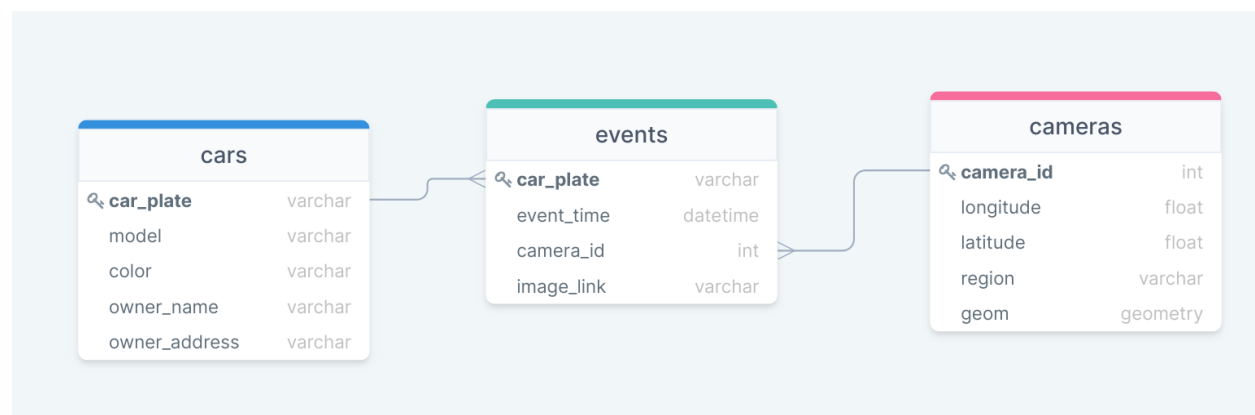 cars
car_plate varchar
model varchar
color varchar
owner_name varchar
owner_address varchar
events
car_plate varchar
event_time datetime
camera_id int
image_link varchar
cameras
camera_id int
longitude float
latitude float
region varchar
geom geometry